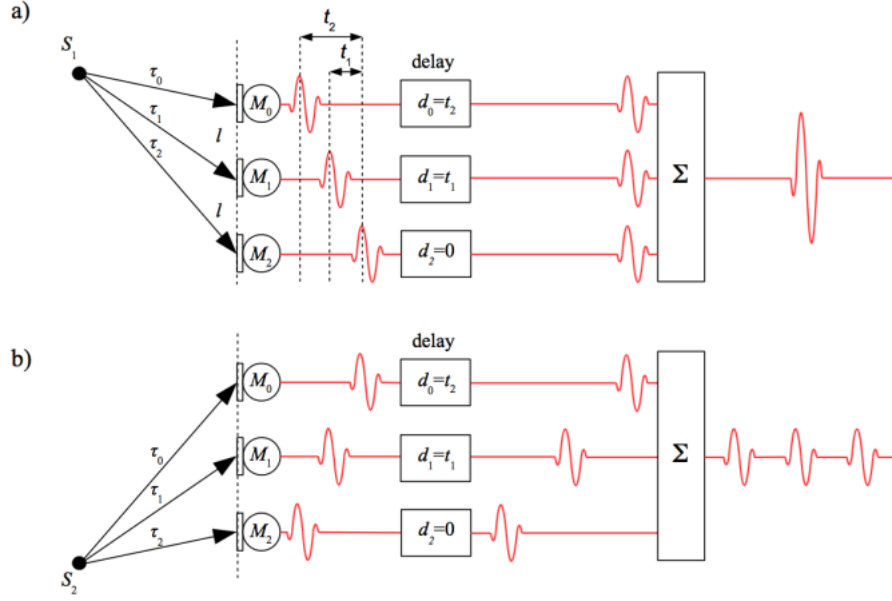 a)
t₂
S₁
t₁
delay
τ₀
M₀
d₀=t₂
τ₁
l
τ₂
M₁
d₁=t₁
Σ
l
M₂
d₂=0
b)
delay
M₀
d₀=t₂
τ₀
M₁
d₁=t₁
Σ
τ₁
τ₂
M₂
d₂=0
S₂